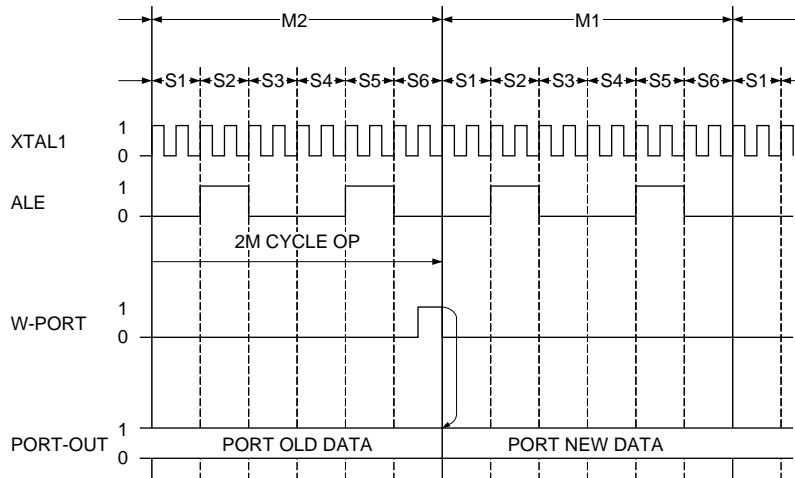 M2 M1
S1 S2 S3 S4 S5 S6 S1 S2 S3 S4 S5 S6 S1
XTAL1 1
0
ALE 1
0
2M CYCLE OP
W-PORT 1
0
PORT-OUT 1
PORT OLD DATA PORT NEW DATA
0